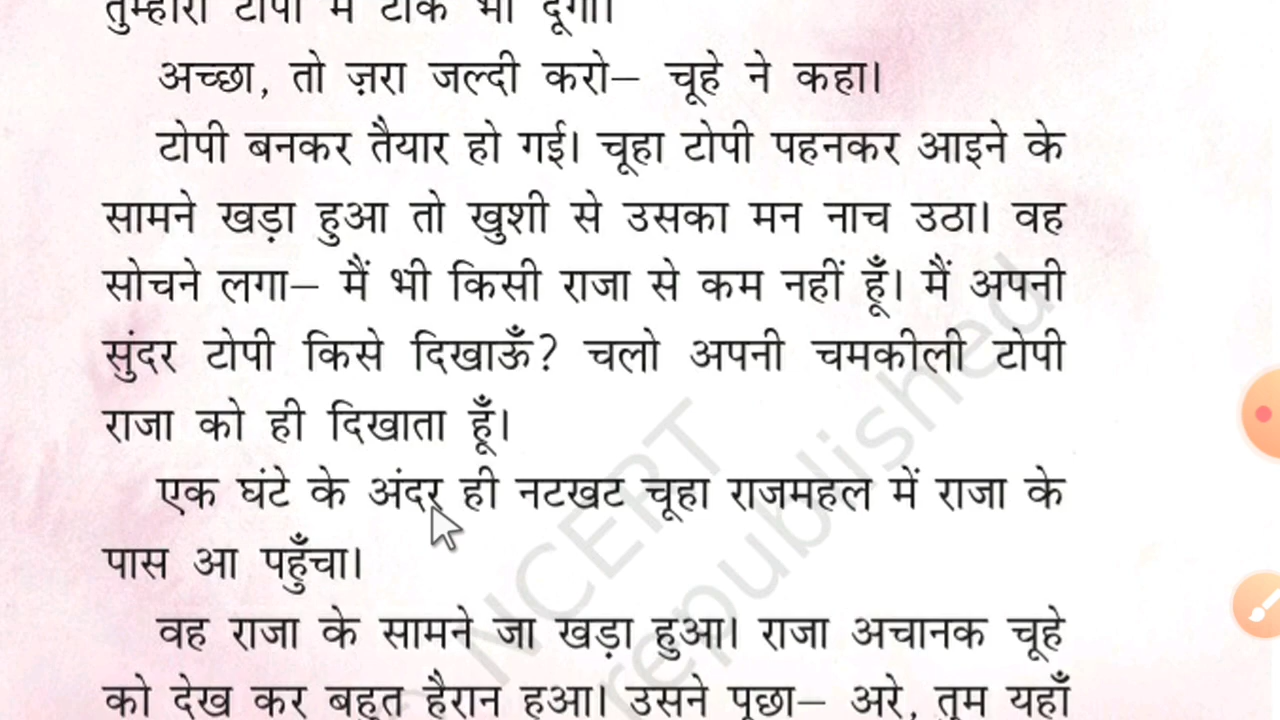 तुम्हारी टोपी में टाँक भी दूँगा।
अच्छा, तो ज़रा जल्दी करो– चूहे ने कहा।
टोपी बनकर तैयार हो गई। चूहा टोपी पहनकर आइने के
सामने खड़ा हुआ तो खुशी से उसका मन नाच उठा। वह
सोचने लगा– मैं भी किसी राजा से कम नहीं हूँ। मैं अपनी
सुंदर टोपी किसे दिखाऊँ? चलो अपनी चमकीली टोपी
राजा को ही दिखाता हूँ।
एक घंटे के अंदर ही नटखट चूहा राजमहल में राजा के
पास आ पहुँचा।
वह राजा के सामने जा खड़ा हुआ। राजा अचानक चूहे
को देख कर बहुत हैरान हुआ। उसने पूछा– अरे, तुम यहाँ
NCERT
republished